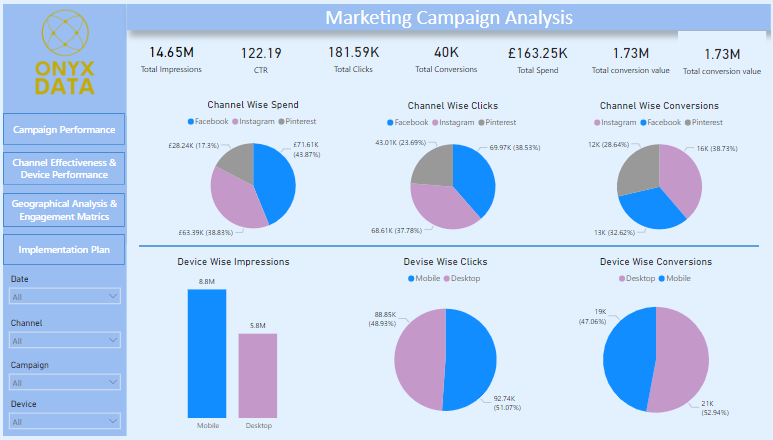 Marketing Campaign Analysis
ONYX
DATA
14.65M
Total Impressions
122.19
CTR
181.59K
Total Clicks
40K
Total Conversions
£163.25K
Total Spend
1.73M
Total conversion value
1.73M
Total conversion value
Campaign Performance
Channel Effectiveness &
Device Performance
Geographical Analysis &
Engagement Matrics
Implementation Plan
Date
All
Channel
All
Campaign
All
Device
All
Channel Wise Spend
Facebook Instagram Pinterest
£28.24K (17.3%)
£71.61K
(43.87%)
£63.39K (38.83%)
Channel Wise Clicks
Facebook Instagram Pinterest
43.01K (23.69%)
69.97K (38.53%)
68.61K (37.78%)
Channel Wise Conversions
Instagram Facebook Pinterest
12K (28.64%)
16K (38.73%)
13K (32.62%)
Device Wise Impressions
8.8M
5.8M
Mobile
Desktop
Devise Wise Clicks
Mobile Desktop
88.85K
(48.93%)
92.74K
(51.07%)
Device Wise Conversions
Desktop Mobile
19K
(47.06%)
21K
(52.94%)